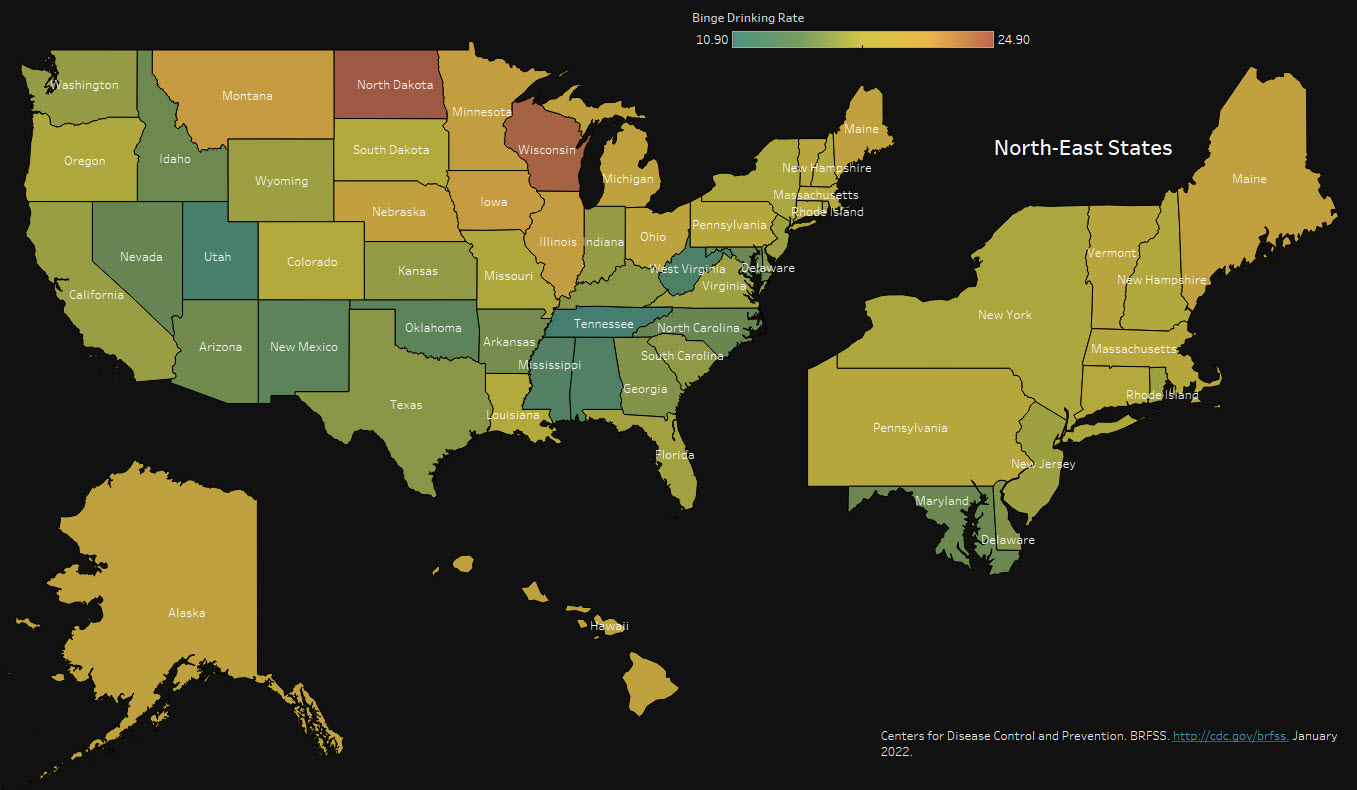 Binge Drinking Rate
10.90 24.90
Washington
Montana
North Dakota
Minnesota
Maine
Oregon
Idaho
South Dakota
Wisconsin
New Hampshire
North-East States
Wyoming
Nebraska
Iowa
Michigan
Massachusetts
Rhode Island
Maine
Nevada
Utah
Colorado
Kansas
Illinois
Indiana
Ohio
Pennsylvania
California
Missouri
West Virginia
Delaware
Virginia
Vermont
New Hampshire
Arizona
New Mexico
Oklahoma
Arkansas
Tennessee
North Carolina
New York
South Carolina
Mississippi
Massachusetts
Texas
Louisiana
Georgia
Rhode Island
Florida
Pennsylvania
New Jersey
Maryland
Delaware
Alaska
Hawaii
Centers for Disease Control and Prevention. BRFSS. http://cdc.gov/brfss. January
2022.